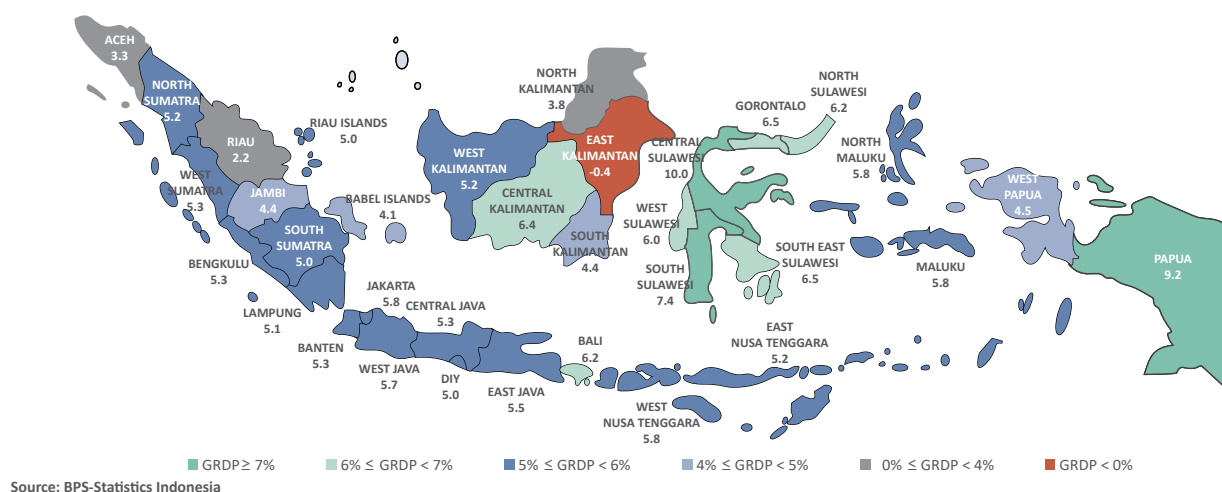 ACEH
3.3
NORTH
SUMATRA
5.2
RIAU
2.2
RIAU ISLANDS
5.0
WEST
SUMATRA
5.3
JAMBI
4.4
BABEL ISLANDS
4.1
SOUTH
SUMATRA
5.0
BENGKULU
5.3
LAMPUNG
5.1
JAKARTA
5.8
CENTRAL JAVA
5.3
BANTEN
5.3
WEST JAVA
5.7
DIY
5.0
EAST JAVA
5.5
BALI
6.2
WEST
NUSA TENGGARA
5.8
EAST
NUSA TENGGARA
5.2
NORTH
KALIMANTAN
3.8
WEST
KALIMANTAN
5.2
EAST
KALIMANTAN
-0.4
CENTRAL
KALIMANTAN
6.4
SOUTH
KALIMANTAN
4.4
CENTRAL
SULAWESI
10.0
GORONTALO
6.5
NORTH
SULAWESI
6.2
WEST
SULAWESI
6.0
SOUTH
SULAWESI
7.4
SOUTH EAST
SULAWESI
6.5
NORTH
MALUKU
5.8
MALUKU
5.8
WEST
PAPUA
4.5
PAPUA
9.2
GRDP ≥ 7%
6% ≤ GRDP < 7%
5% ≤ GRDP < 6%
4% ≤ GRDP < 5%
0% ≤ GRDP < 4%
GRDP < 0%
Source: BPS-Statistics Indonesia